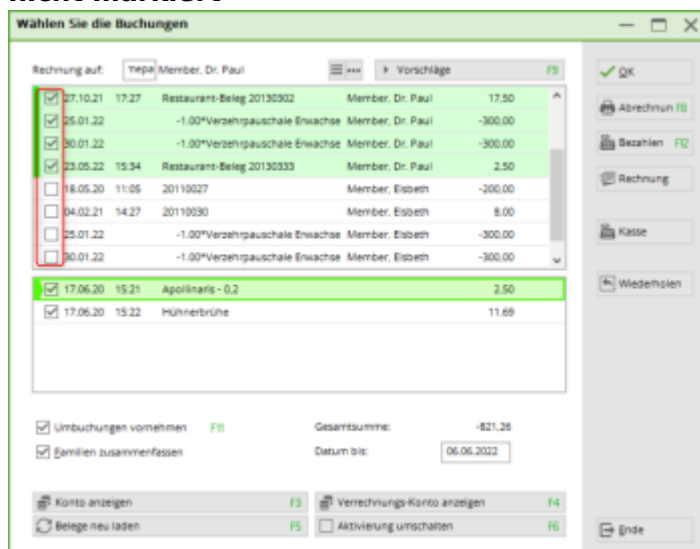 nicht markiert
Wählen Sie die Buchungen
Rechnung auf: mepa Member, Dr. Paul Vorschläge F9
27.10.21 17:27 Restaurant-Beleg 20130302 Member, Dr. Paul 17,50
25.01.22 -1.00*Verzehrpauschale Erwachse Member, Dr. Paul -300,00
30.01.22 -1.00*Verzehrpauschale Erwachse Member, Dr. Paul -300,00
23.05.22 15:34 Restaurant-Beleg 20130333 Member, Dr. Paul 2,50
18.05.20 11:05 20110027 Member, Elsbeth -200,00
04.02.21 14:27 20110030 Member, Elsbeth 8,00
25.01.22 -1.00*Verzehrpauschale Erwachse Member, Elsbeth -300,00
30.01.22 -1.00*Verzehrpauschale Erwachse Member, Elsbeth -300,00
17.06.20 15:21 Apollinaris - 0,2 2,50
17.06.20 15:22 Hühnerbrühe 11,69
Umbuchungen vornehmen F11
Gesamtsumme: -821,26
Familien zusammenfassen
Datum bis: 06.06.2022
Konto anzeigen F3
Verrechnungs-Konto anzeigen F4
Belege neu laden F5
Aktivierung umschalten F6
OK
Abrechnun F8
Bezahlen F12
Rechnung
Kasse
Wiederholen
Ende